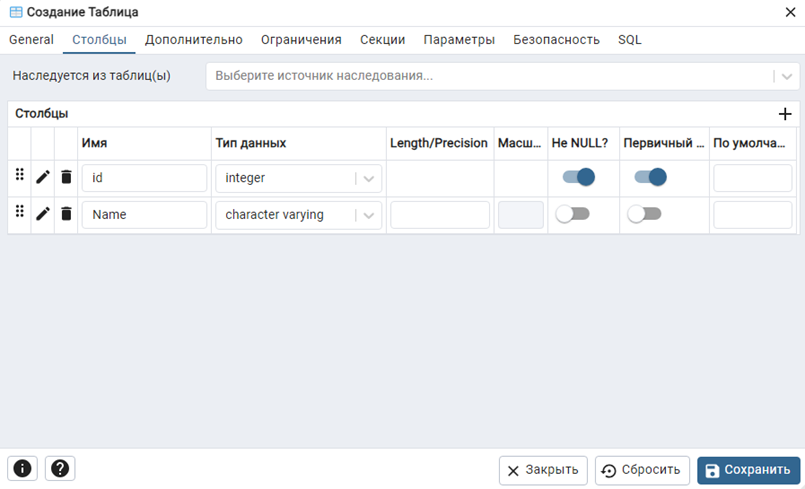 Создание Таблица
General Столбцы Дополнительно Ограничения Секции Параметры Безопасность SQL
Наследуется из таблиц(ы) Выберите источник наследования...
Столбцы
Имя Тип данных Length/Precision Масш... Не NULL? Первичный ... По умолча...
id integer
Name character varying
Закрыть Сбросить Сохранить